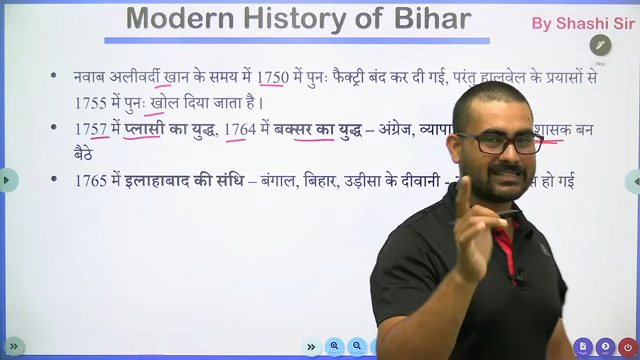 Modern History of Bihar
By Shashi Sir
PEN
• नवाब अलीवर्दी खान के समय में 1750 में पुनः फैक्ट्री बंद कर दी गई, परंतु हालवेल के प्रयासों से
1755 में पुनः खोल दिया जाता है ।
• 1757 में प्लासी का युद्ध, 1764 में बक्सर का युद्ध – अंग्रेज, शासक बन
बैठे
• 1765 में इलाहाबाद की संधि – बंगाल, बिहार, उड़ीसा के दीवानी - हो गई